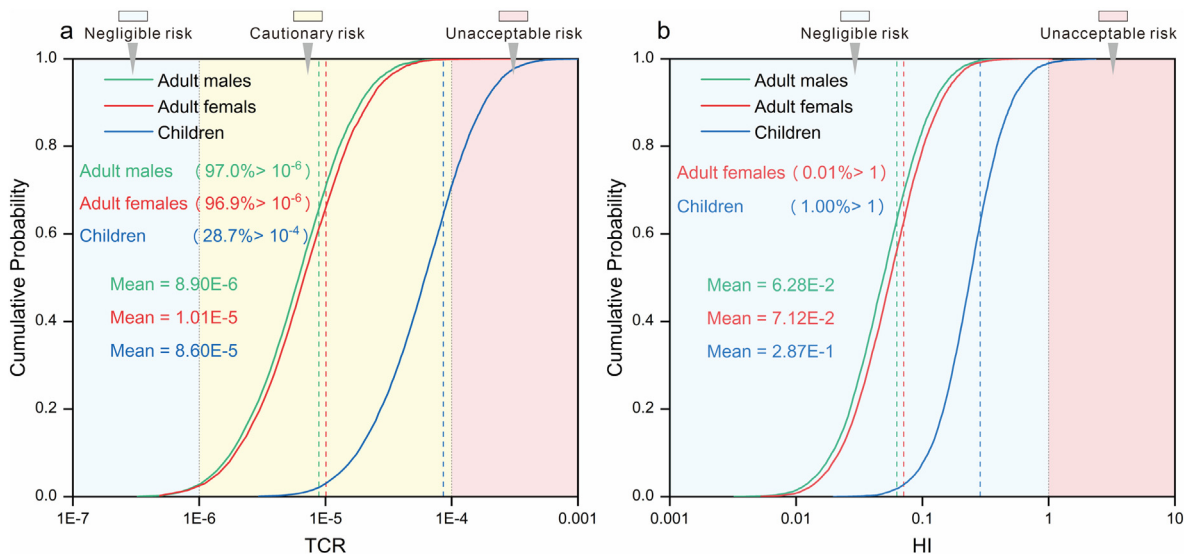 a
Negligible risk
Cautionary risk
Unacceptable risk
Cumulative Probability
1.0
0.8
0.6
0.4
0.2
0.0
Adult males
Adult femals
Children
Adult males (97.0%> 10⁻⁶)
Adult females (96.9%> 10⁻⁶)
Children (28.7%> 10⁻⁴)
Mean = 8.90E-6
Mean = 1.01E-5
Mean = 8.60E-5
1E-7
1E-6
1E-5
1E-4
0.001
TCR
b
Negligible risk
Unacceptable risk
Cumulative Probability
1.0
0.8
0.6
0.4
0.2
0.0
Adult males
Adult femals
Children
Adult females (0.01%> 1)
Children (1.00%> 1)
Mean = 6.28E-2
Mean = 7.12E-2
Mean = 2.87E-1
0.001
0.01
0.1
1
10
HI